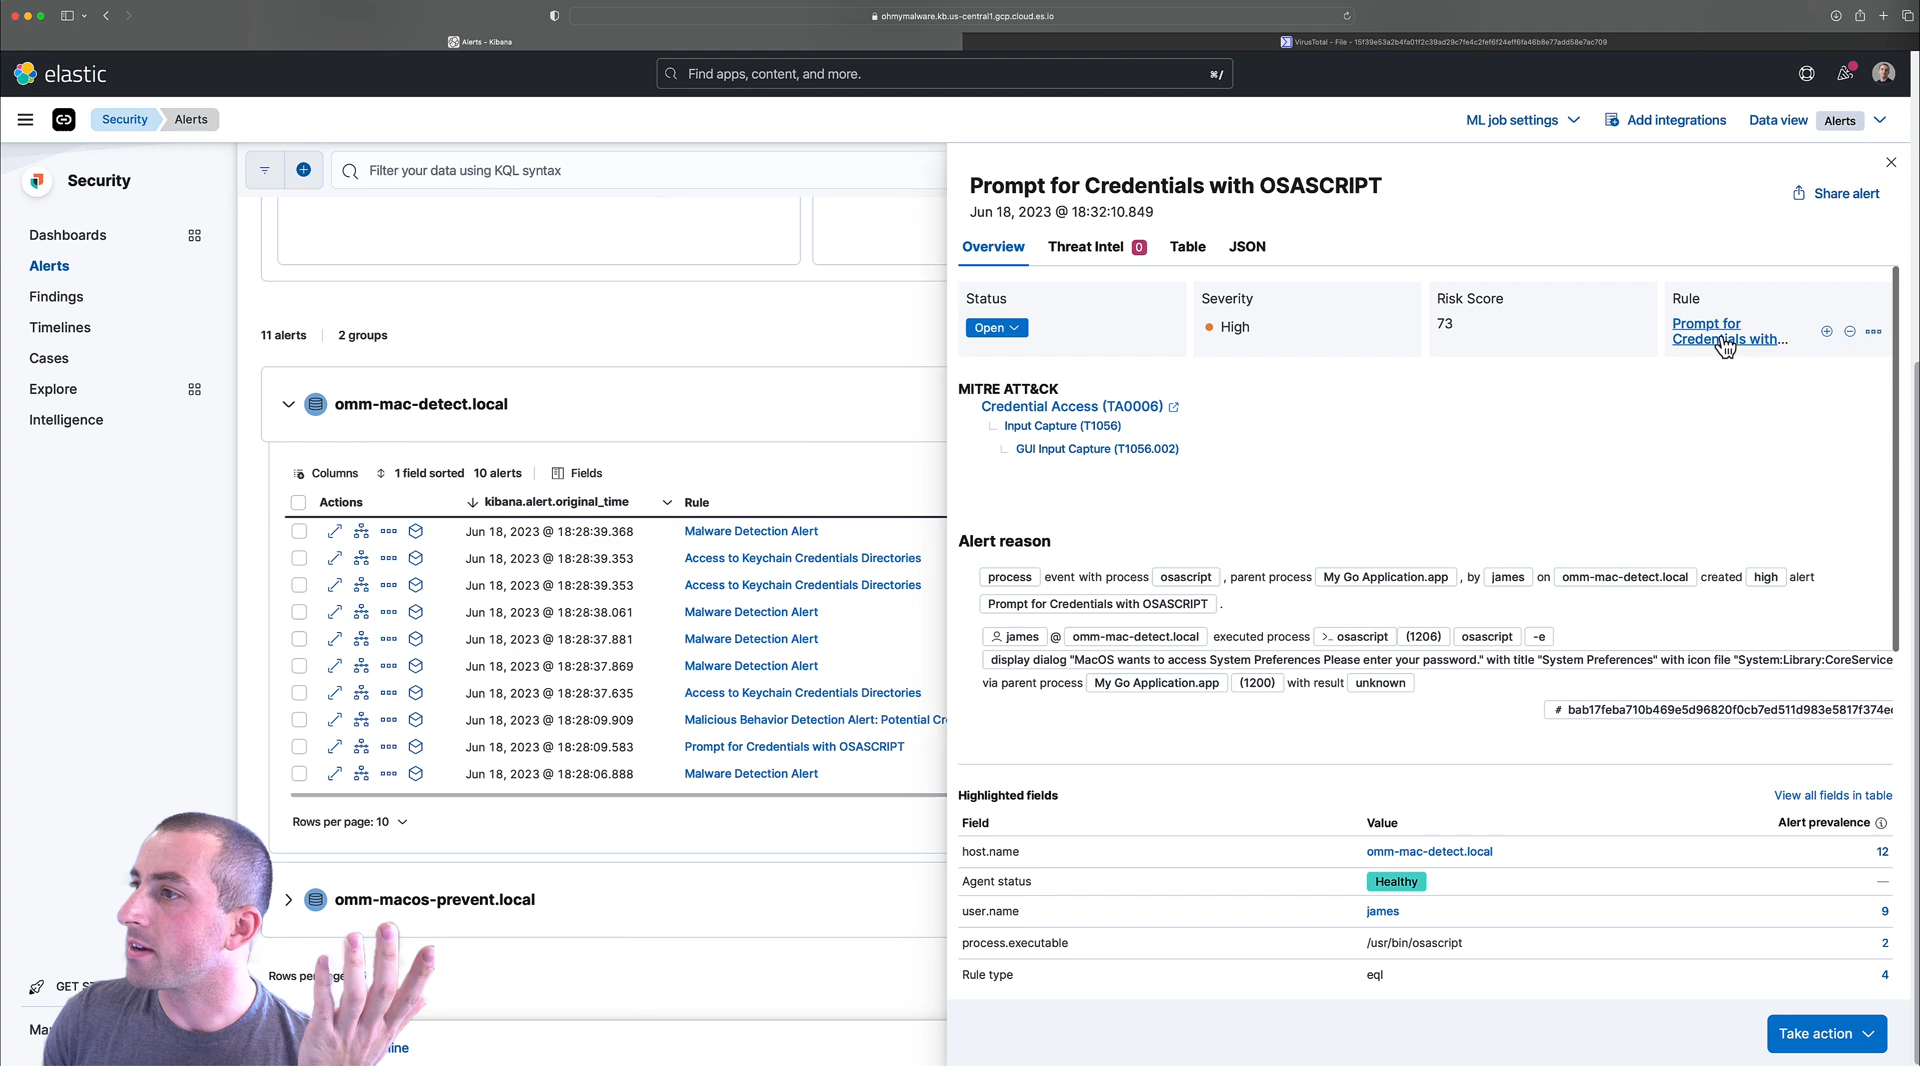 ohmymalware.kb.us-central1.gcp.cloud.es.io
Alerts - Kibana
VirusTotal - File - 15f39e53a2b4fa01f2c39ad29c7fe4c2fef6f24eff6fa46b8e77add58e7ac709
elastic
Find apps, content, and more.
⌘/
Security
Alerts
ML job settings
Add integrations
Data view
Alerts
Security
Dashboards
Alerts
Findings
Timelines
Cases
Explore
Intelligence
GET S
Filter your data using KQL syntax
11 alerts
2 groups
omm-mac-detect.local
Columns
1 field sorted
10 alerts
Fields
Actions
kibana.alert.original_time
Rule
Jun 18, 2023 @ 18:28:39.368 Malware Detection Alert
Jun 18, 2023 @ 18:28:39.353 Access to Keychain Credentials Directories
Jun 18, 2023 @ 18:28:39.353 Access to Keychain Credentials Directories
Jun 18, 2023 @ 18:28:38.061 Malware Detection Alert
Jun 18, 2023 @ 18:28:37.881 Malware Detection Alert
Jun 18, 2023 @ 18:28:37.869 Malware Detection Alert
Jun 18, 2023 @ 18:28:37.635 Access to Keychain Credentials Directories
Jun 18, 2023 @ 18:28:09.909 Malicious Behavior Detection Alert: Potential Cr
Jun 18, 2023 @ 18:28:09.583 Prompt for Credentials with OSASCRIPT
Jun 18, 2023 @ 18:28:06.888 Malware Detection Alert
Rows per page: 10
omm-macos-prevent.local
Prompt for Credentials with OSASCRIPT
Jun 18, 2023 @ 18:32:10.849
Share alert
Overview
Threat Intel 0
Table
JSON
Status
Open
Severity
High
Risk Score
73
Rule
Prompt for
Credentials with...
MITRE ATT&CK
Credential Access (TA0006)
Input Capture (T1056)
GUI Input Capture (T1056.002)
Alert reason
process event with process osascript , parent process My Go Application.app , by james on omm-mac-detect.local created high alert
Prompt for Credentials with OSASCRIPT .
james @ omm-mac-detect.local executed process >_ osascript (1206) osascript -e
display dialog "MacOS wants to access System Preferences Please enter your password." with title "System Preferences" with icon file "System:Library:CoreService
via parent process My Go Application.app (1200) with result unknown
# bab17feba710b469e5d96820f0cb7ed511d983e5817f374e
Highlighted fields
View all fields in table
Field Value Alert prevalence
host.name omm-mac-detect.local 12
Agent status Healthy —
user.name james 9
process.executable /usr/bin/osascript 2
Rule type eql 4
Take action